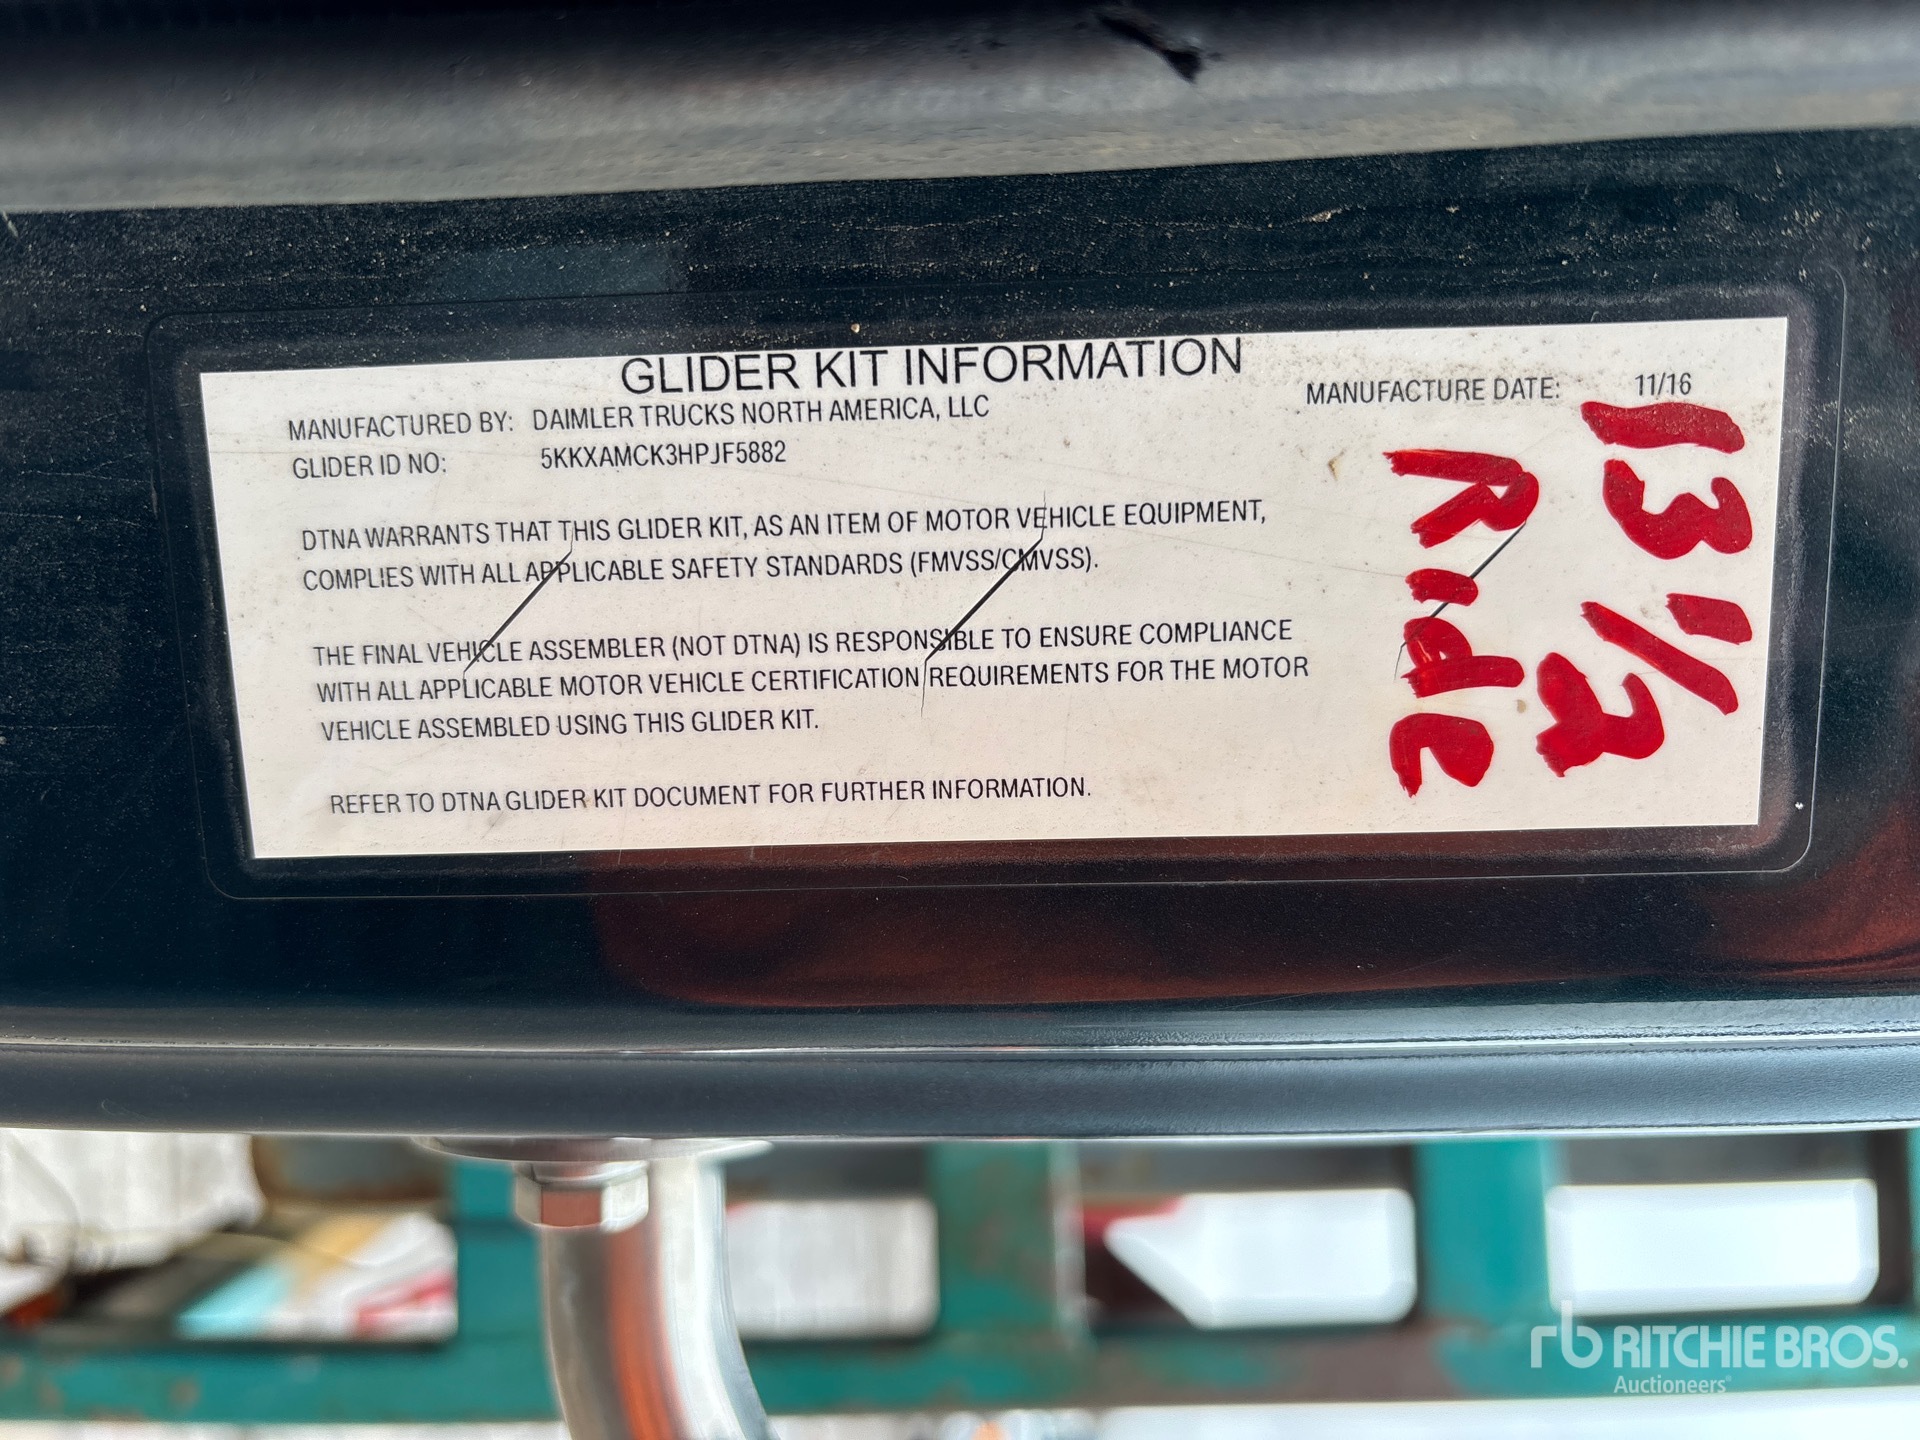 GLIDER KIT INFORMATION
MANUFACTURED BY: DAIMLER TRUCKS NORTH AMERICA, LLC
MANUFACTURE DATE: 11/16
GLIDER ID NO: 5KKXAMCK3HPJF5882
DTNA WARRANTS THAT THIS GLIDER KIT, AS AN ITEM OF MOTOR VEHICLE EQUIPMENT,
COMPLIES WITH ALL APPLICABLE SAFETY STANDARDS (FMVSS/CMVSS).
THE FINAL VEHICLE ASSEMBLER (NOT DTNA) IS RESPONSIBLE TO ENSURE COMPLIANCE
WITH ALL APPLICABLE MOTOR VEHICLE CERTIFICATION REQUIREMENTS FOR THE MOTOR
VEHICLE ASSEMBLED USING THIS GLIDER KIT.
REFER TO DTNA GLIDER KIT DOCUMENT FOR FURTHER INFORMATION.
13 1/2
Ride
rb RITCHIE BROS.
Auctioneers